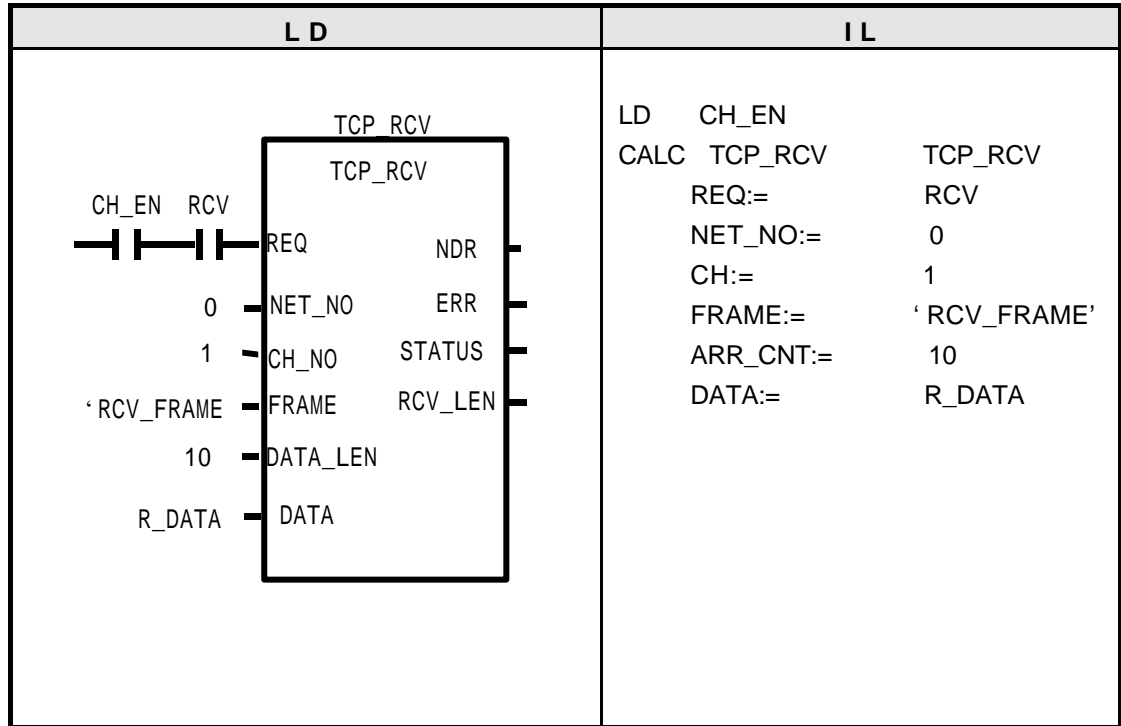 L D
I L
TCP_RCV
TCP_RCV
CH_EN RCV
REQ NDR
0 NET_NO ERR
1 CH_NO STATUS
‘ RCV_FRAME FRAME RCV_LEN
10 DATA_LEN
R_DATA DATA
LD CH_EN
CALC TCP_RCV TCP_RCV
REQ:= RCV
NET_NO:= 0
CH:= 1
FRAME:= ‘ RCV_FRAME’
ARR_CNT:= 10
DATA:= R_DATA